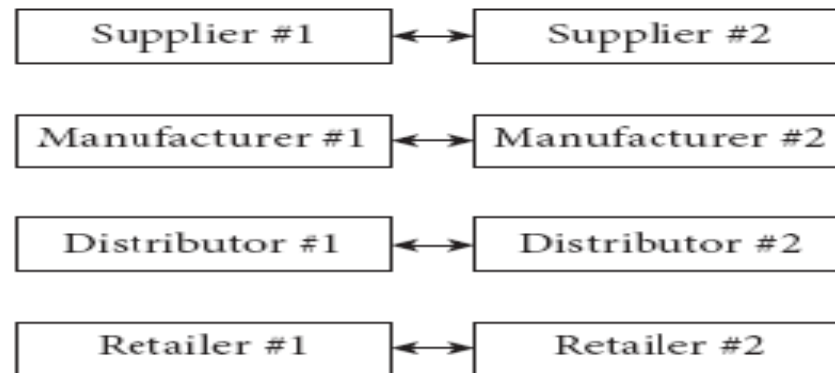 Supplier #1 Supplier #2
Manufacturer #1 Manufacturer #2
Distributor #1 Distributor #2
Retailer #1 Retailer #2